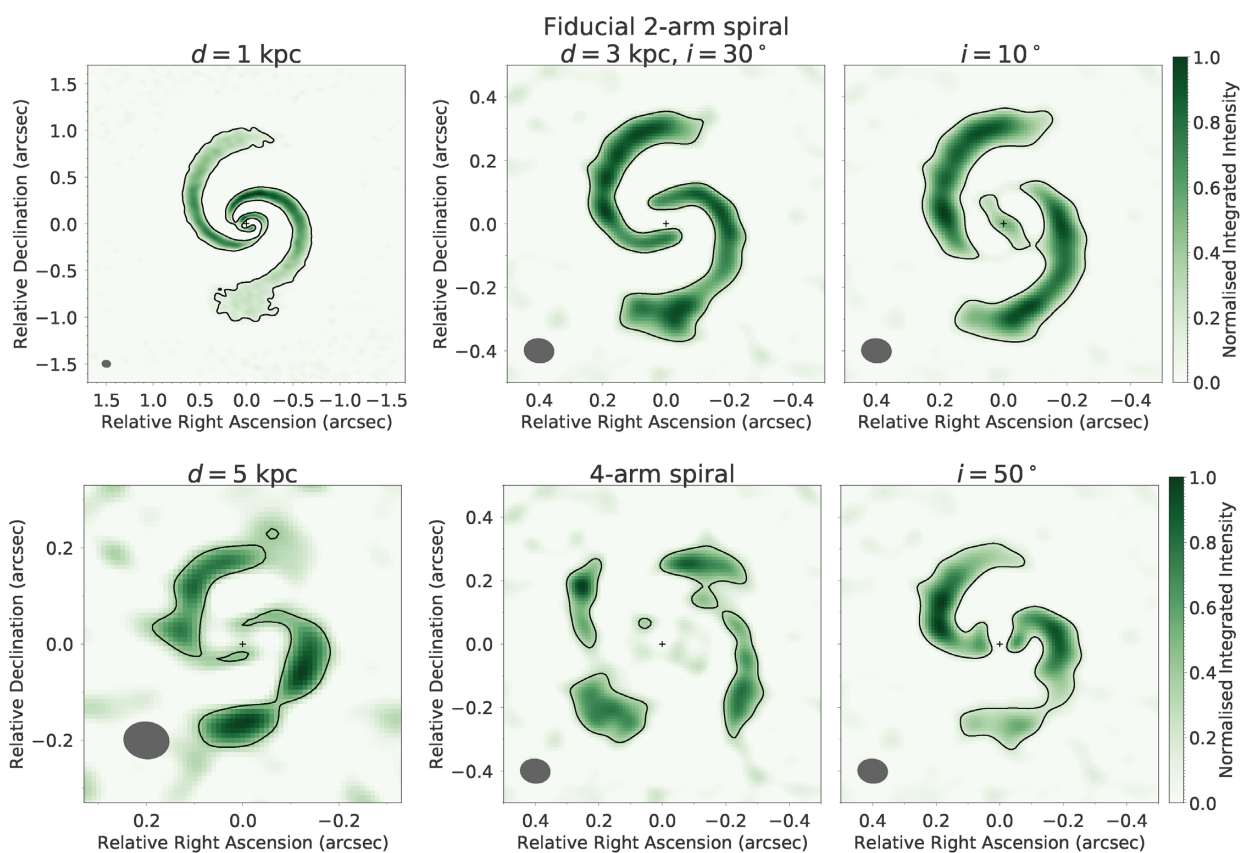 Fiducial 2-arm spiral
d = 1 kpc
d = 3 kpc, i = 30°
i = 10°
Relative Declination (arcsec)
1.5
1.0
0.5
0.0
−0.5
−1.0
−1.5
1.5 1.0 0.5 0.0 −0.5 −1.0 −1.5
Relative Right Ascension (arcsec)
Relative Declination (arcsec)
0.4
0.2
0.0
−0.2
−0.4
0.4 0.2 0.0 −0.2 −0.4
Relative Right Ascension (arcsec)
0.4 0.2 0.0 −0.2 −0.4
Relative Right Ascension (arcsec)
1.0
0.8
0.6
0.4
0.2
0.0
Normalised Integrated Intensity
d = 5 kpc
4-arm spiral
i = 50°
Relative Declination (arcsec)
0.2
0.0
−0.2
0.2 0.0 −0.2
Relative Right Ascension (arcsec)
Relative Declination (arcsec)
0.4
0.2
0.0
−0.2
−0.4
0.4 0.2 0.0 −0.2 −0.4
Relative Right Ascension (arcsec)
0.4 0.2 0.0 −0.2 −0.4
Relative Right Ascension (arcsec)
1.0
0.8
0.6
0.4
0.2
0.0
Normalised Integrated Intensity